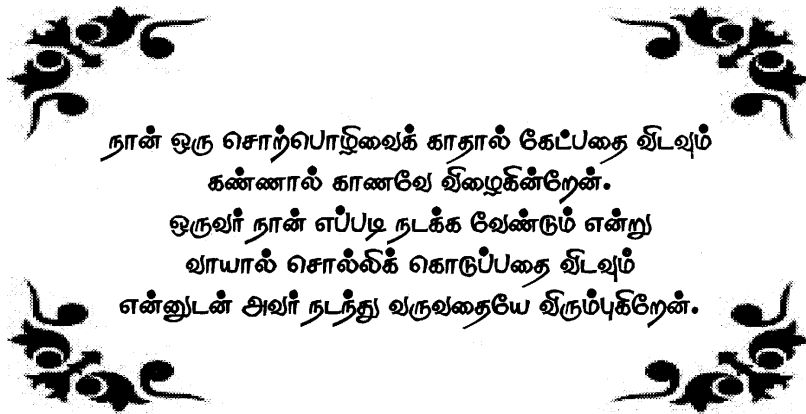 நான் ஒரு சொற்பொழிவைக் காதால் கேட்பதை விடவும்
கண்ணால் காணவே விழைகின்றேன்.
ஒருவர் நான் எப்படி நடக்க வேண்டும் என்று
வாயால் சொல்லிக் கொடுப்பதை விடவும்
என்னுடன் அவர் நடந்து வருவதையே விரும்புகிறேன்.